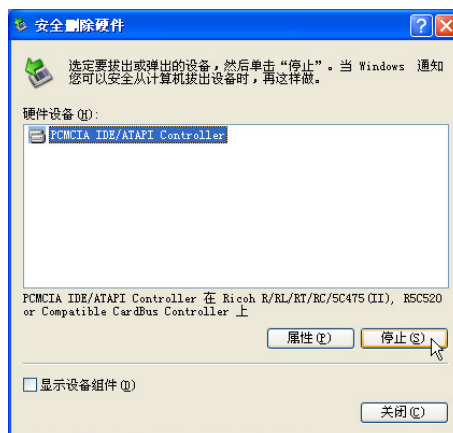 安全删除硬件
选定要拔出或弹出的设备，然后单击“停止”。当 Windows 通知
您可以安全从计算机拔出设备时，再这样做。
硬件设备(H):
PCMCIA IDE/ATAPI Controller
PCMCIA IDE/ATAPI Controller 在 Ricoh R/RL/RT/RC/5C475(II), R5C520
or Compatible CardBus Controller 上
属性(P) 停止(S)
显示设备组件(D)
关闭(C)